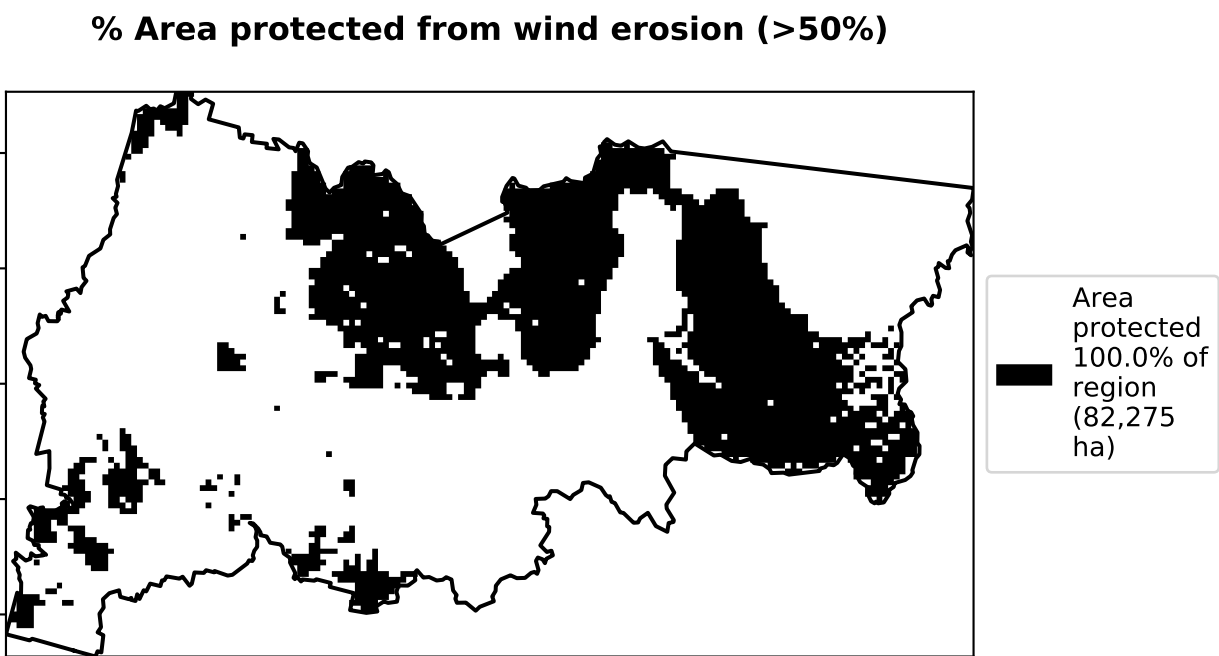 % Area protected from wind erosion (>50%)
Area
protected
100.0% of
region
(82,275
ha)